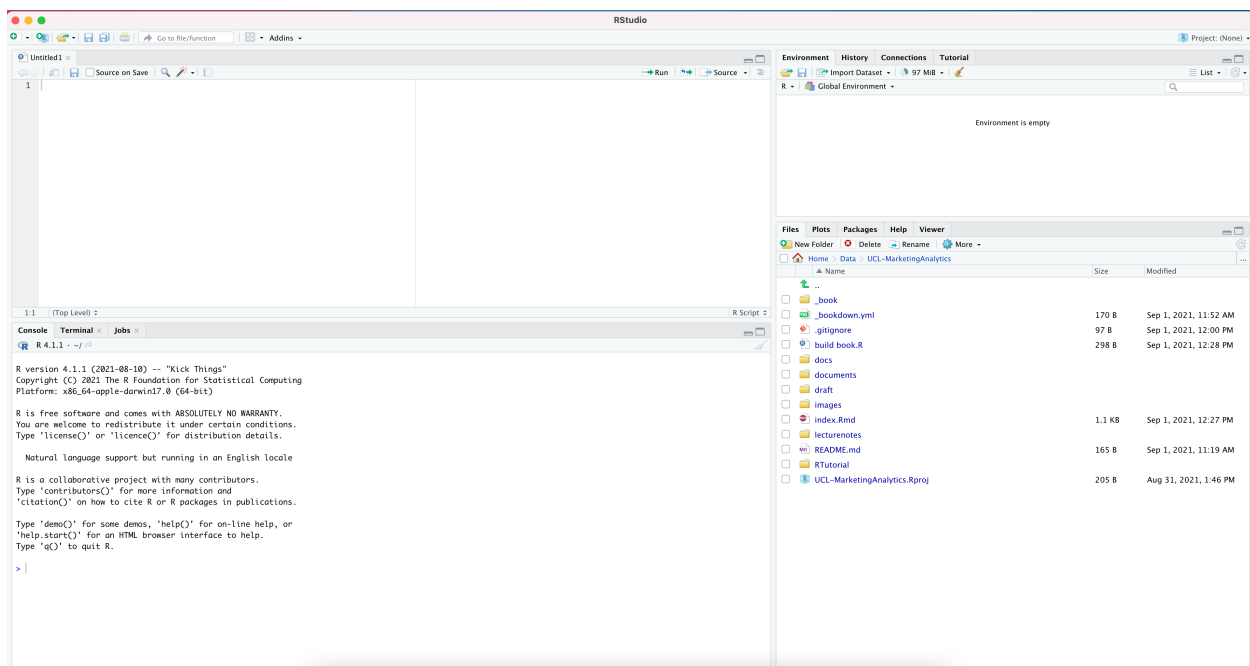 RStudio
Go to file/function Addins Project: (None)
Untitled1
Source on Save Run Source
1
1:1 (Top Level) R Script
Console Terminal Jobs
R 4.1.1 · ~/
R version 4.1.1 (2021-08-10) -- "Kick Things"
Copyright (C) 2021 The R Foundation for Statistical Computing
Platform: x86_64-apple-darwin17.0 (64-bit)
R is free software and comes with ABSOLUTELY NO WARRANTY.
You are welcome to redistribute it under certain conditions.
Type 'license()' or 'licence()' for distribution details.
Natural language support but running in an English locale
R is a collaborative project with many contributors.
Type 'contributors()' for more information and
'citation()' on how to cite R or R packages in publications.
Type 'demo()' for some demos, 'help()' for on-line help, or
'help.start()' for an HTML browser interface to help.
Type 'q()' to quit R.
>
Environment History Connections Tutorial
Import Dataset 97 MiB List
R Global Environment
Environment is empty
Files Plots Packages Help Viewer
New Folder Delete Rename More
Home Data UCL-MarketingAnalytics ...
Name Size Modified
..
_book
_bookdown.yml 170 B Sep 1, 2021, 11:52 AM
.gitignore 97 B Sep 1, 2021, 12:00 PM
build book.R 298 B Sep 1, 2021, 12:28 PM
docs
documents
draft
images
index.Rmd 1.1 KB Sep 1, 2021, 12:27 PM
lecturenotes
README.md 165 B Sep 1, 2021, 11:19 AM
RTutorial
UCL-MarketingAnalytics.Rproj 205 B Aug 31, 2021, 1:46 PM